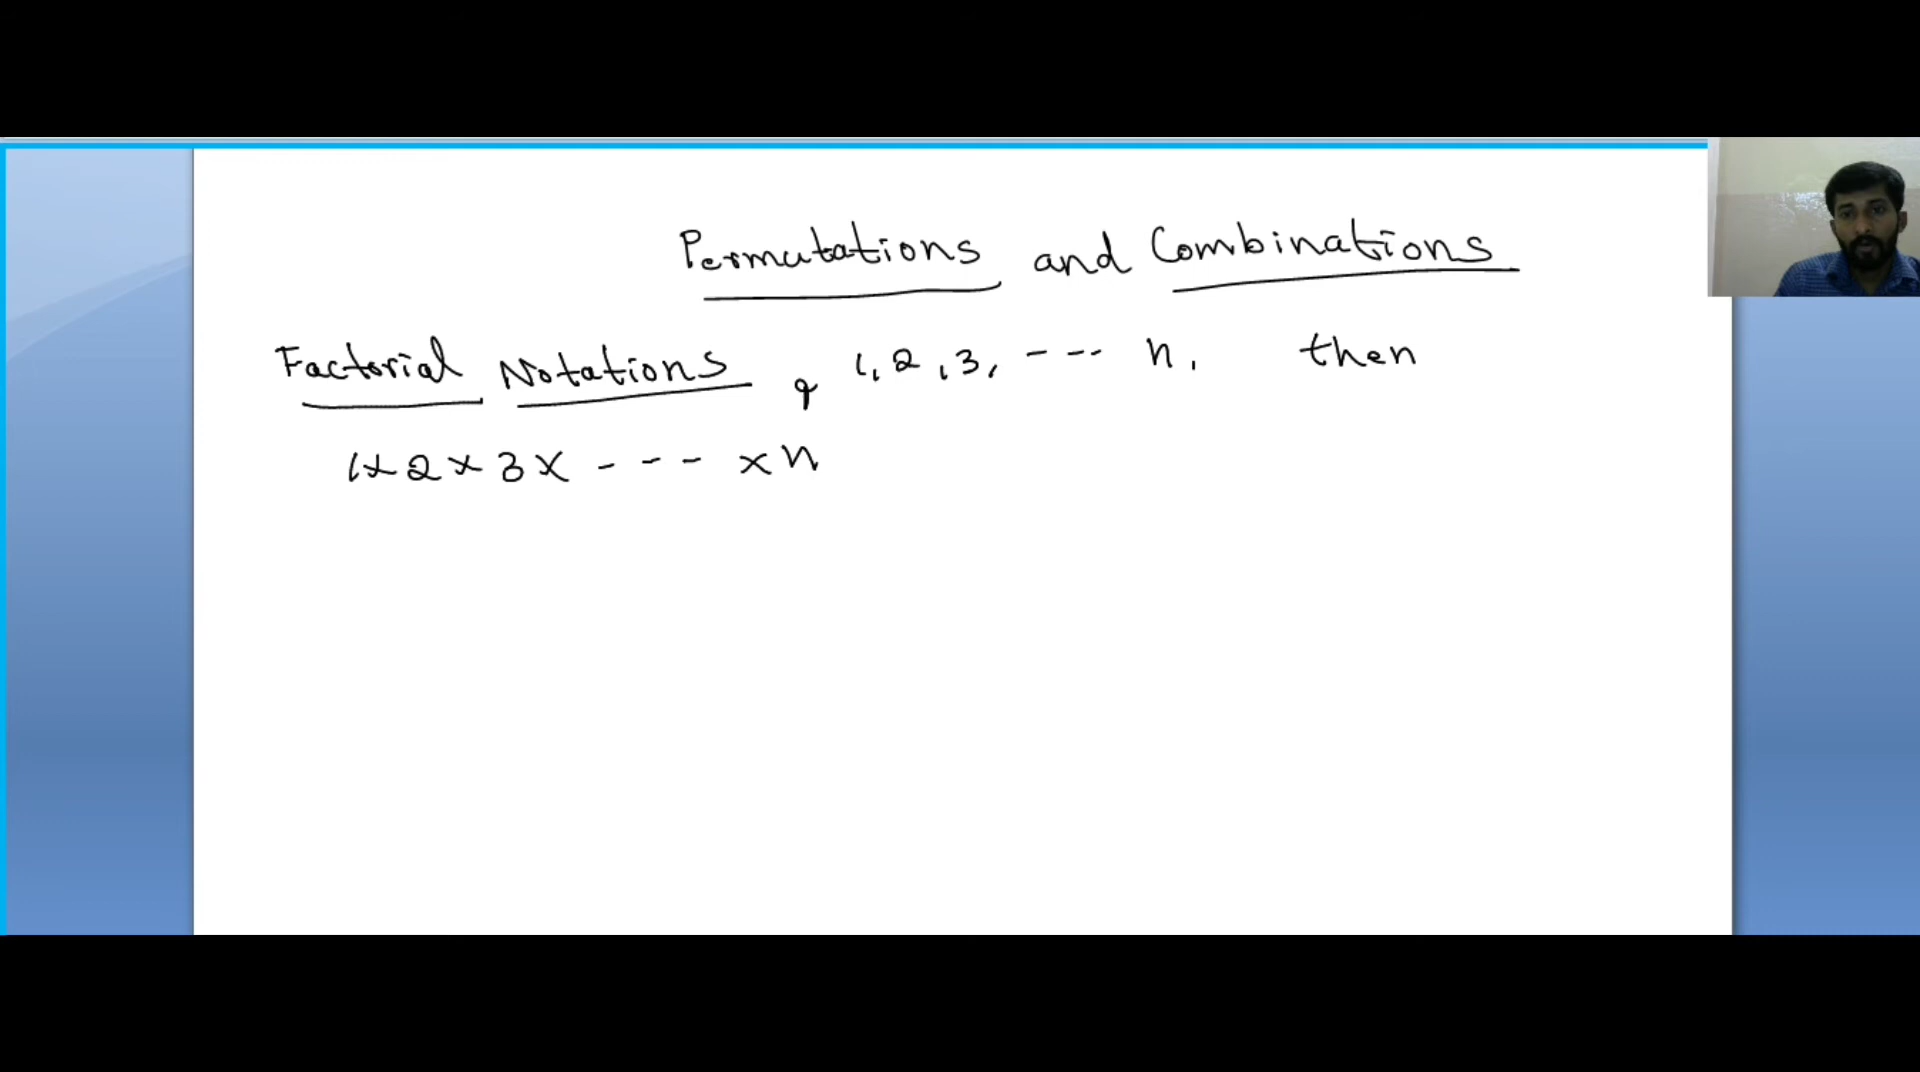 Permutations and Combinations
Factorial Notations , 1, 2, 3, --- n, then
1 × 2 × 3 × ---- × n